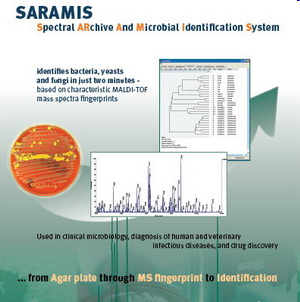 SARAMIS
Spectral ARchive And Microbial Identification System
identifies bacteria, yeasts
and fungi in just two minutes -
based on characteristic MALDI-TOF
mass spectra fingerprints
Used in clinical microbiology, diagnosis of human and veterinary
infectious diseases, and drug discovery
... from Agar plate through MS fingerprint to Identification